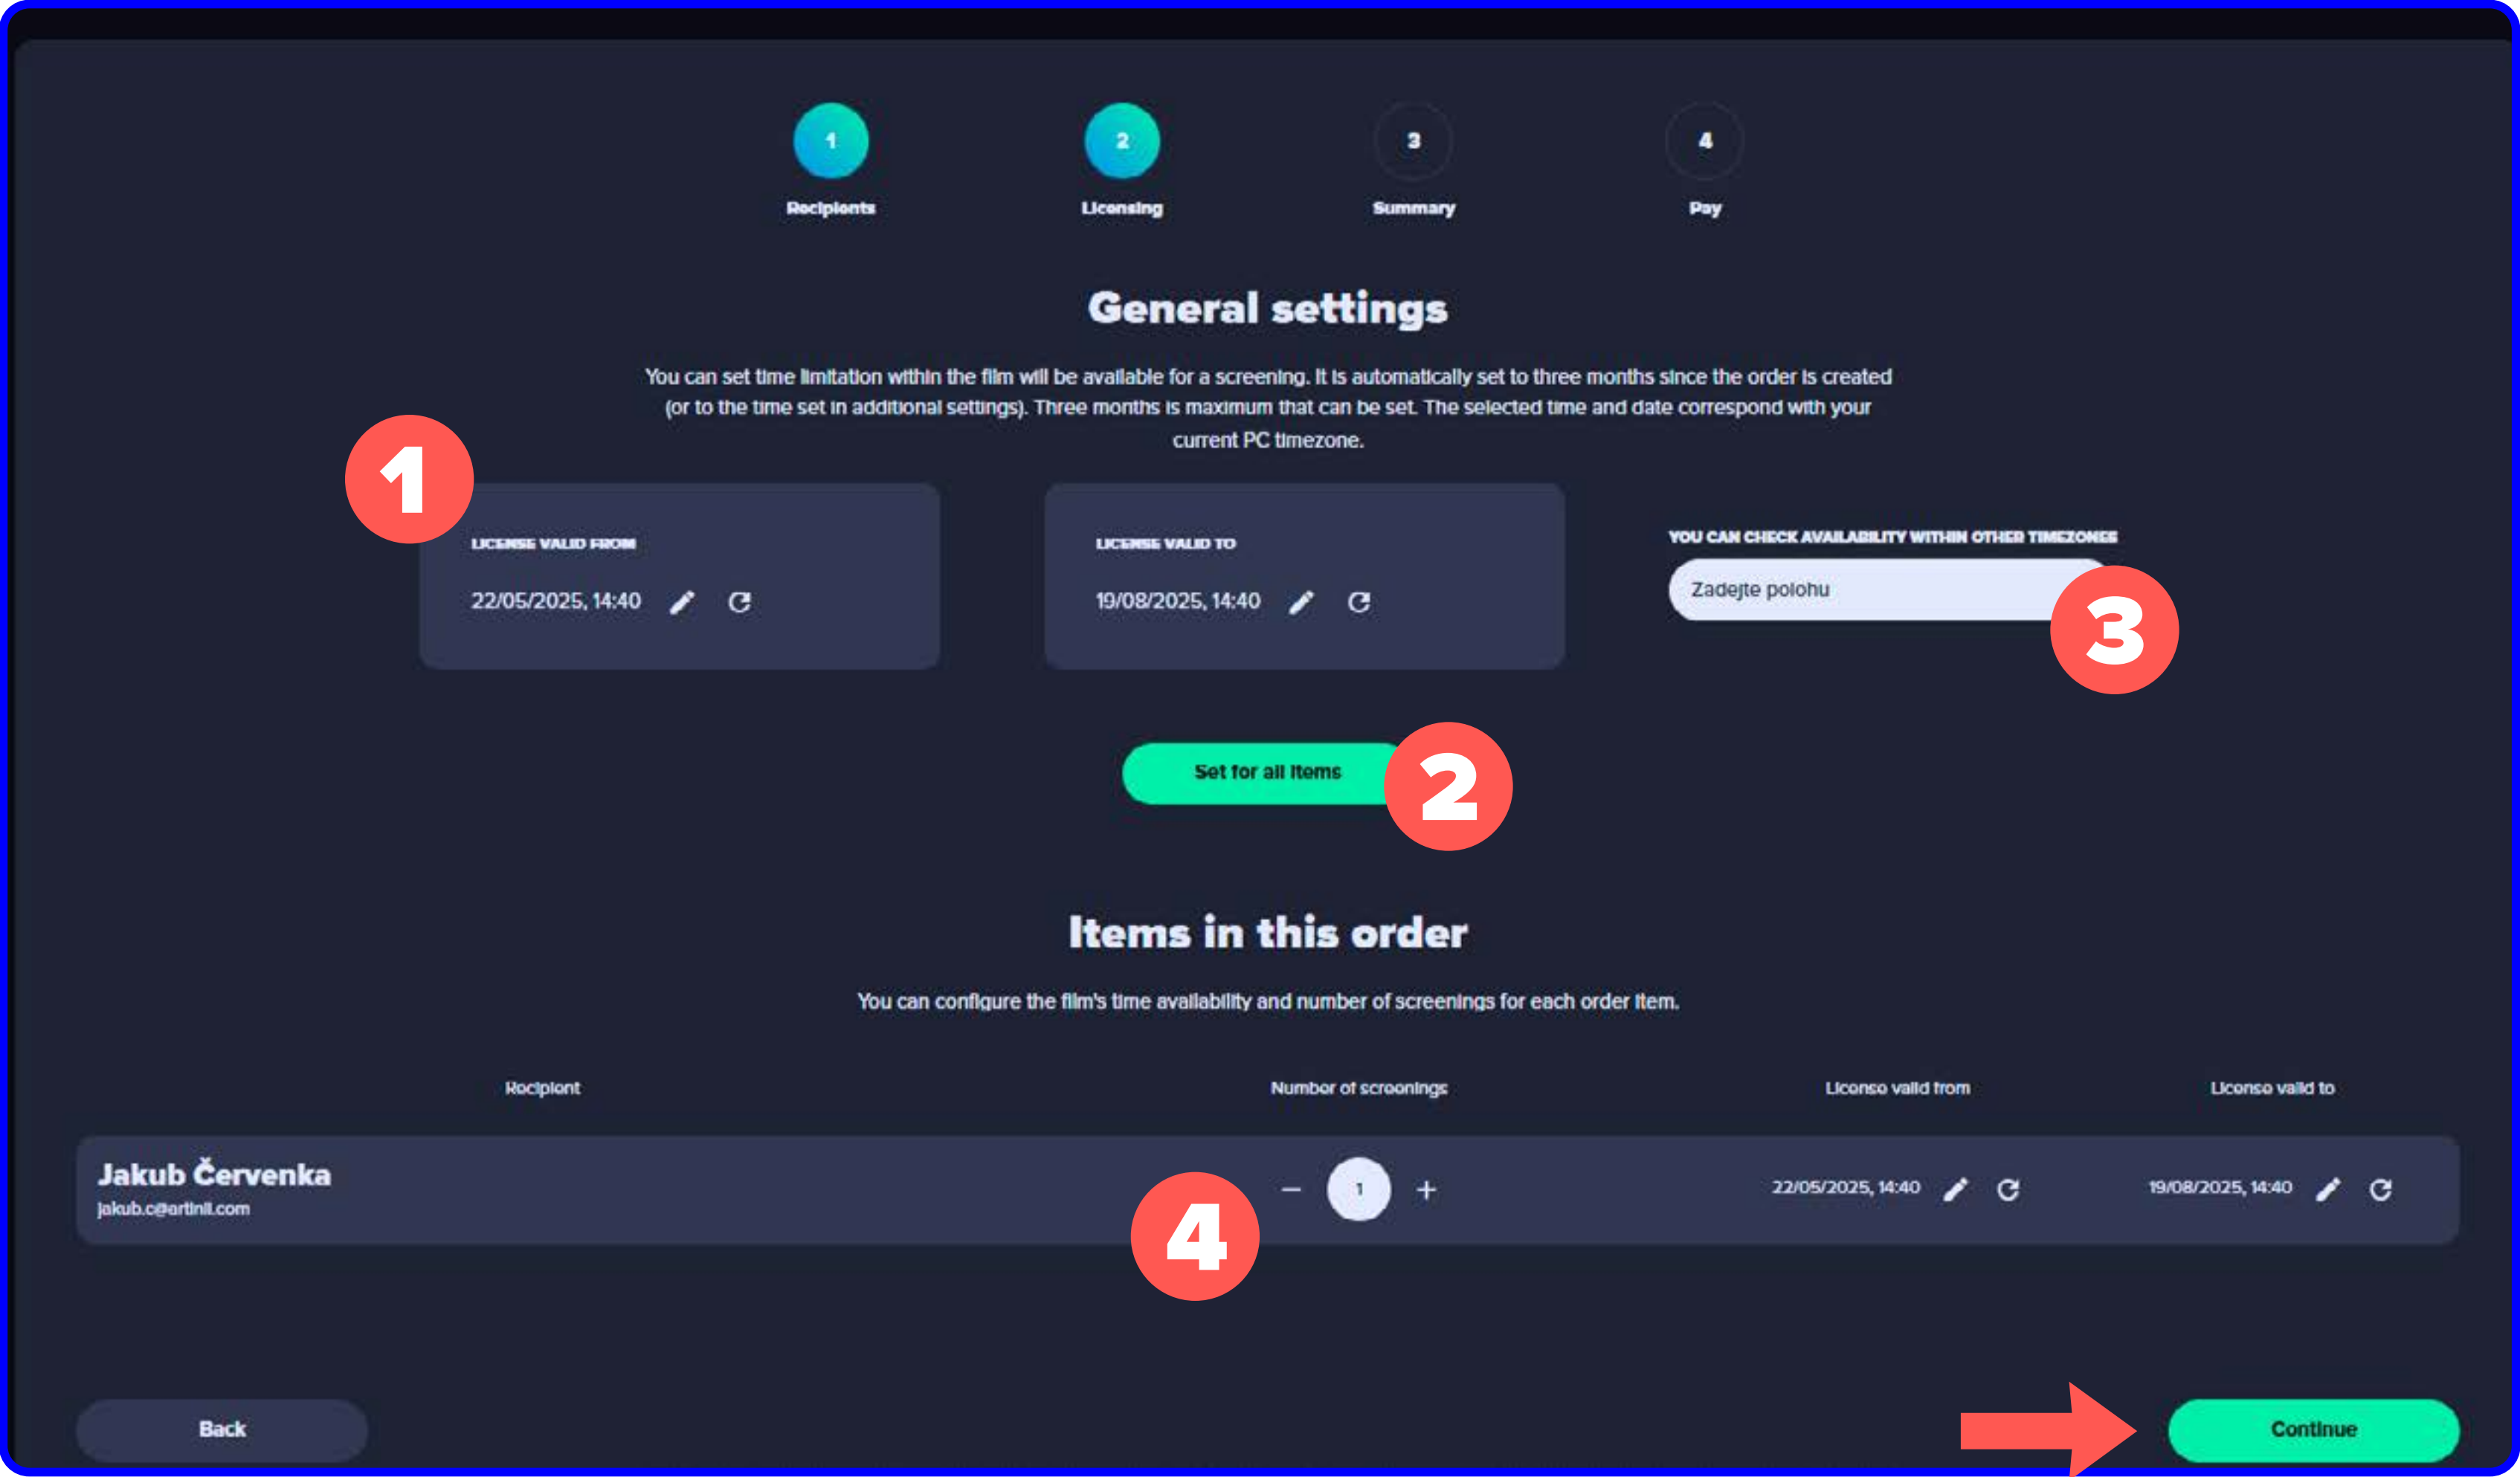 1
2
3
4
Recipients
Licensing
Summary
Pay
General settings
You can set time limitation within the film will be available for a screening. It is automatically set to three months since the order is created
(or to the time set in additional settings). Three months is maximum that can be set. The selected time and date correspond with your
current PC timezone.
1
LICENSE VALID FROM
22/05/2025, 14:40
LICENSE VALID TO
19/08/2025, 14:40
YOU CAN CHECK AVAILABILITY WITHIN OTHER TIMEZONES
Zadejte polohu
3
Set for all items
2
Items in this order
You can configure the film's time availability and number of screenings for each order item.
Recipient
Number of screenings
License valid from
License valid to
Jakub Červenka
jakub.c@artinii.com
4
− 1 +
22/05/2025, 14:40
19/08/2025, 14:40
Back
Continue